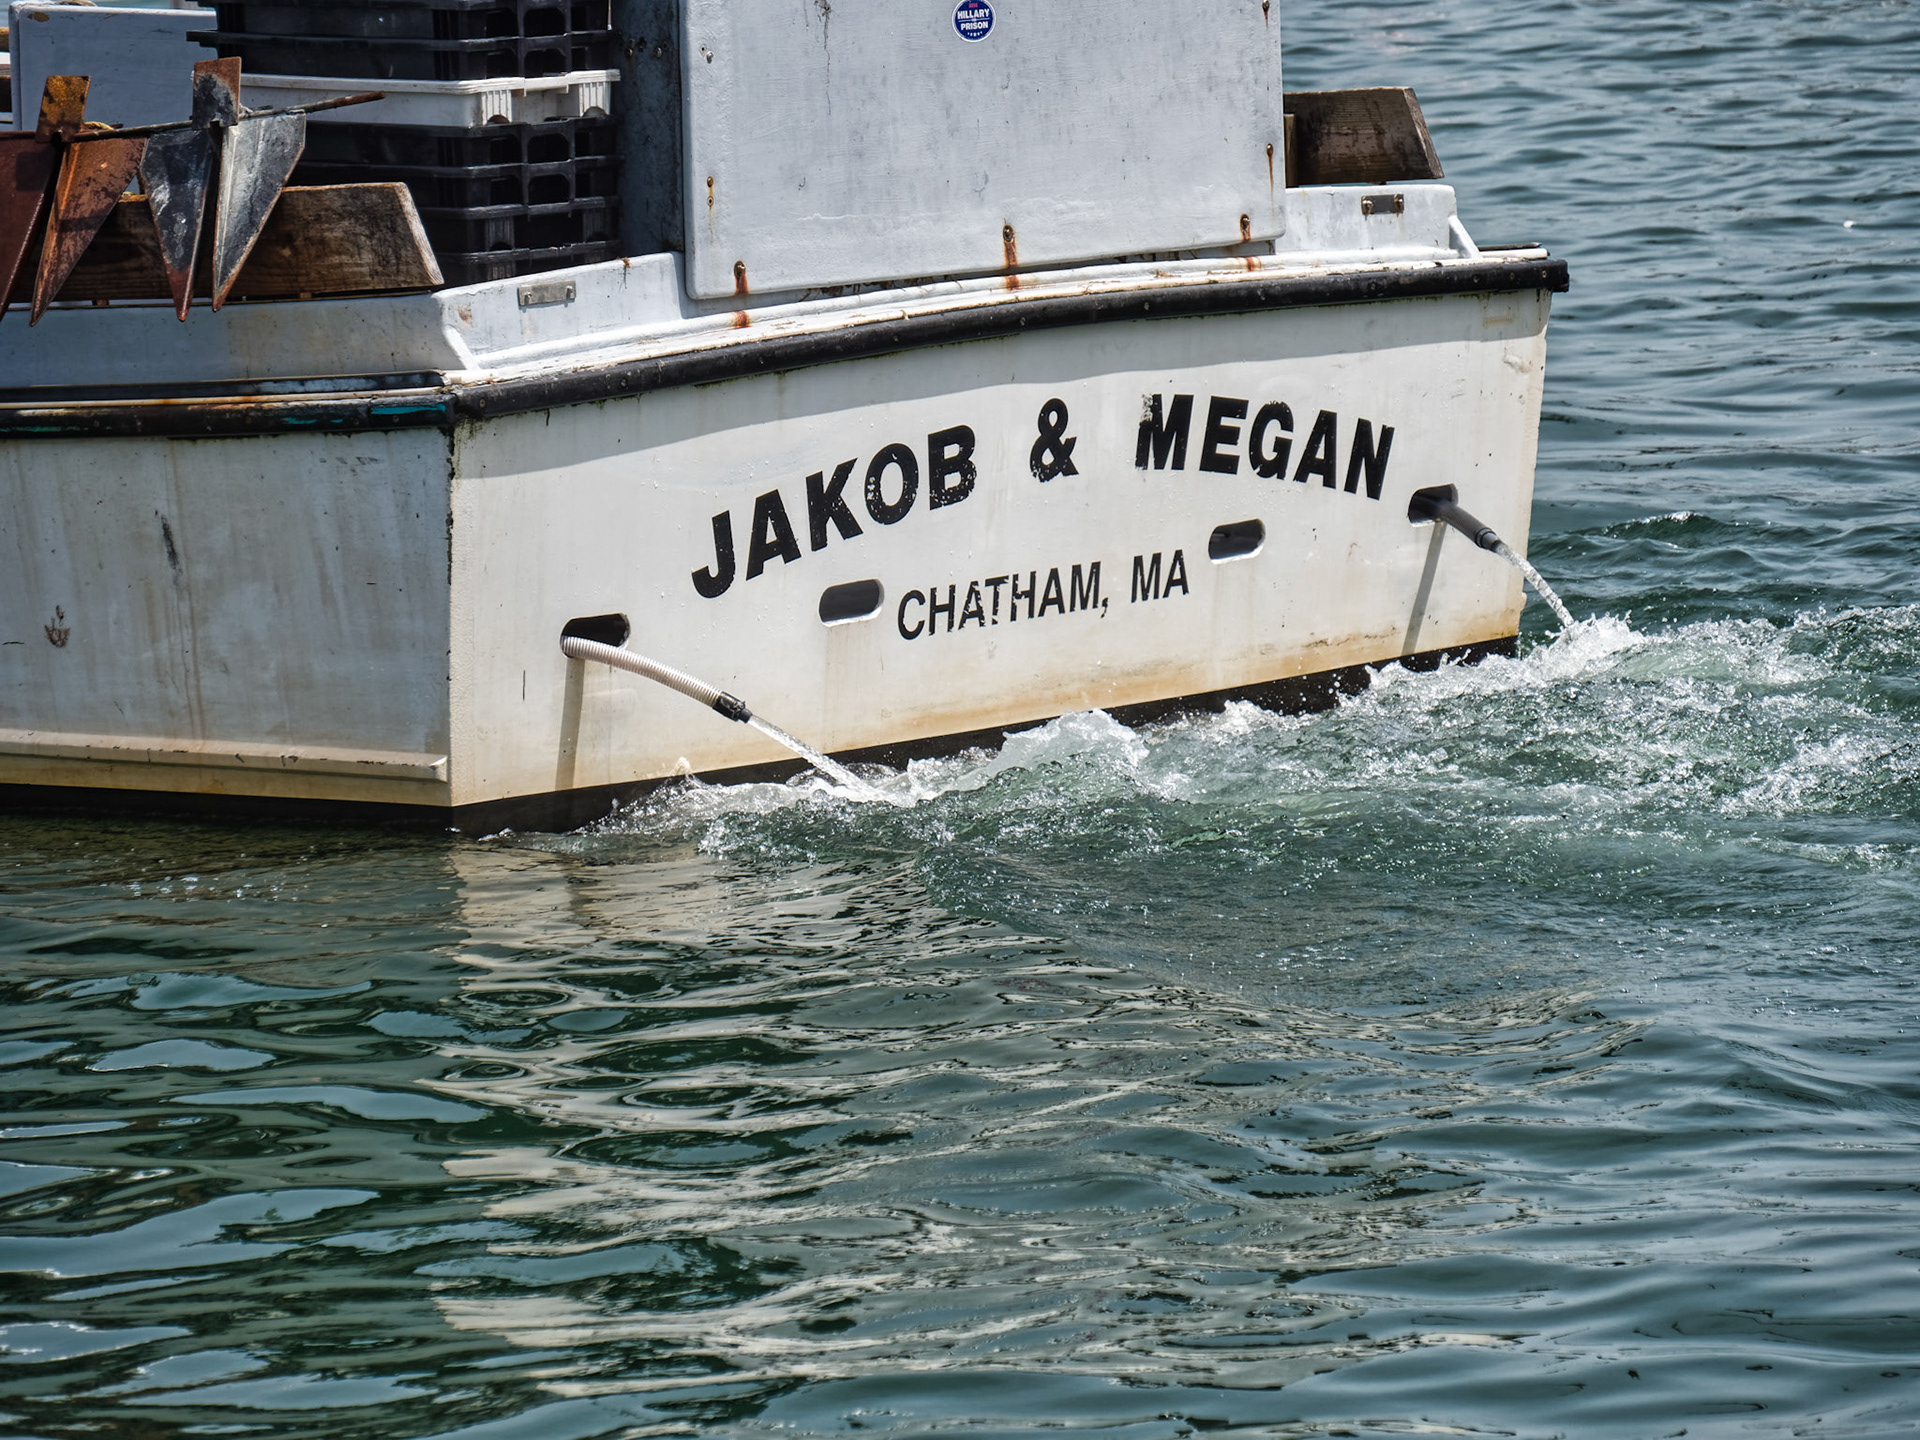 HILLARY
PRISON
JAKOB & MEGAN
CHATHAM, MA